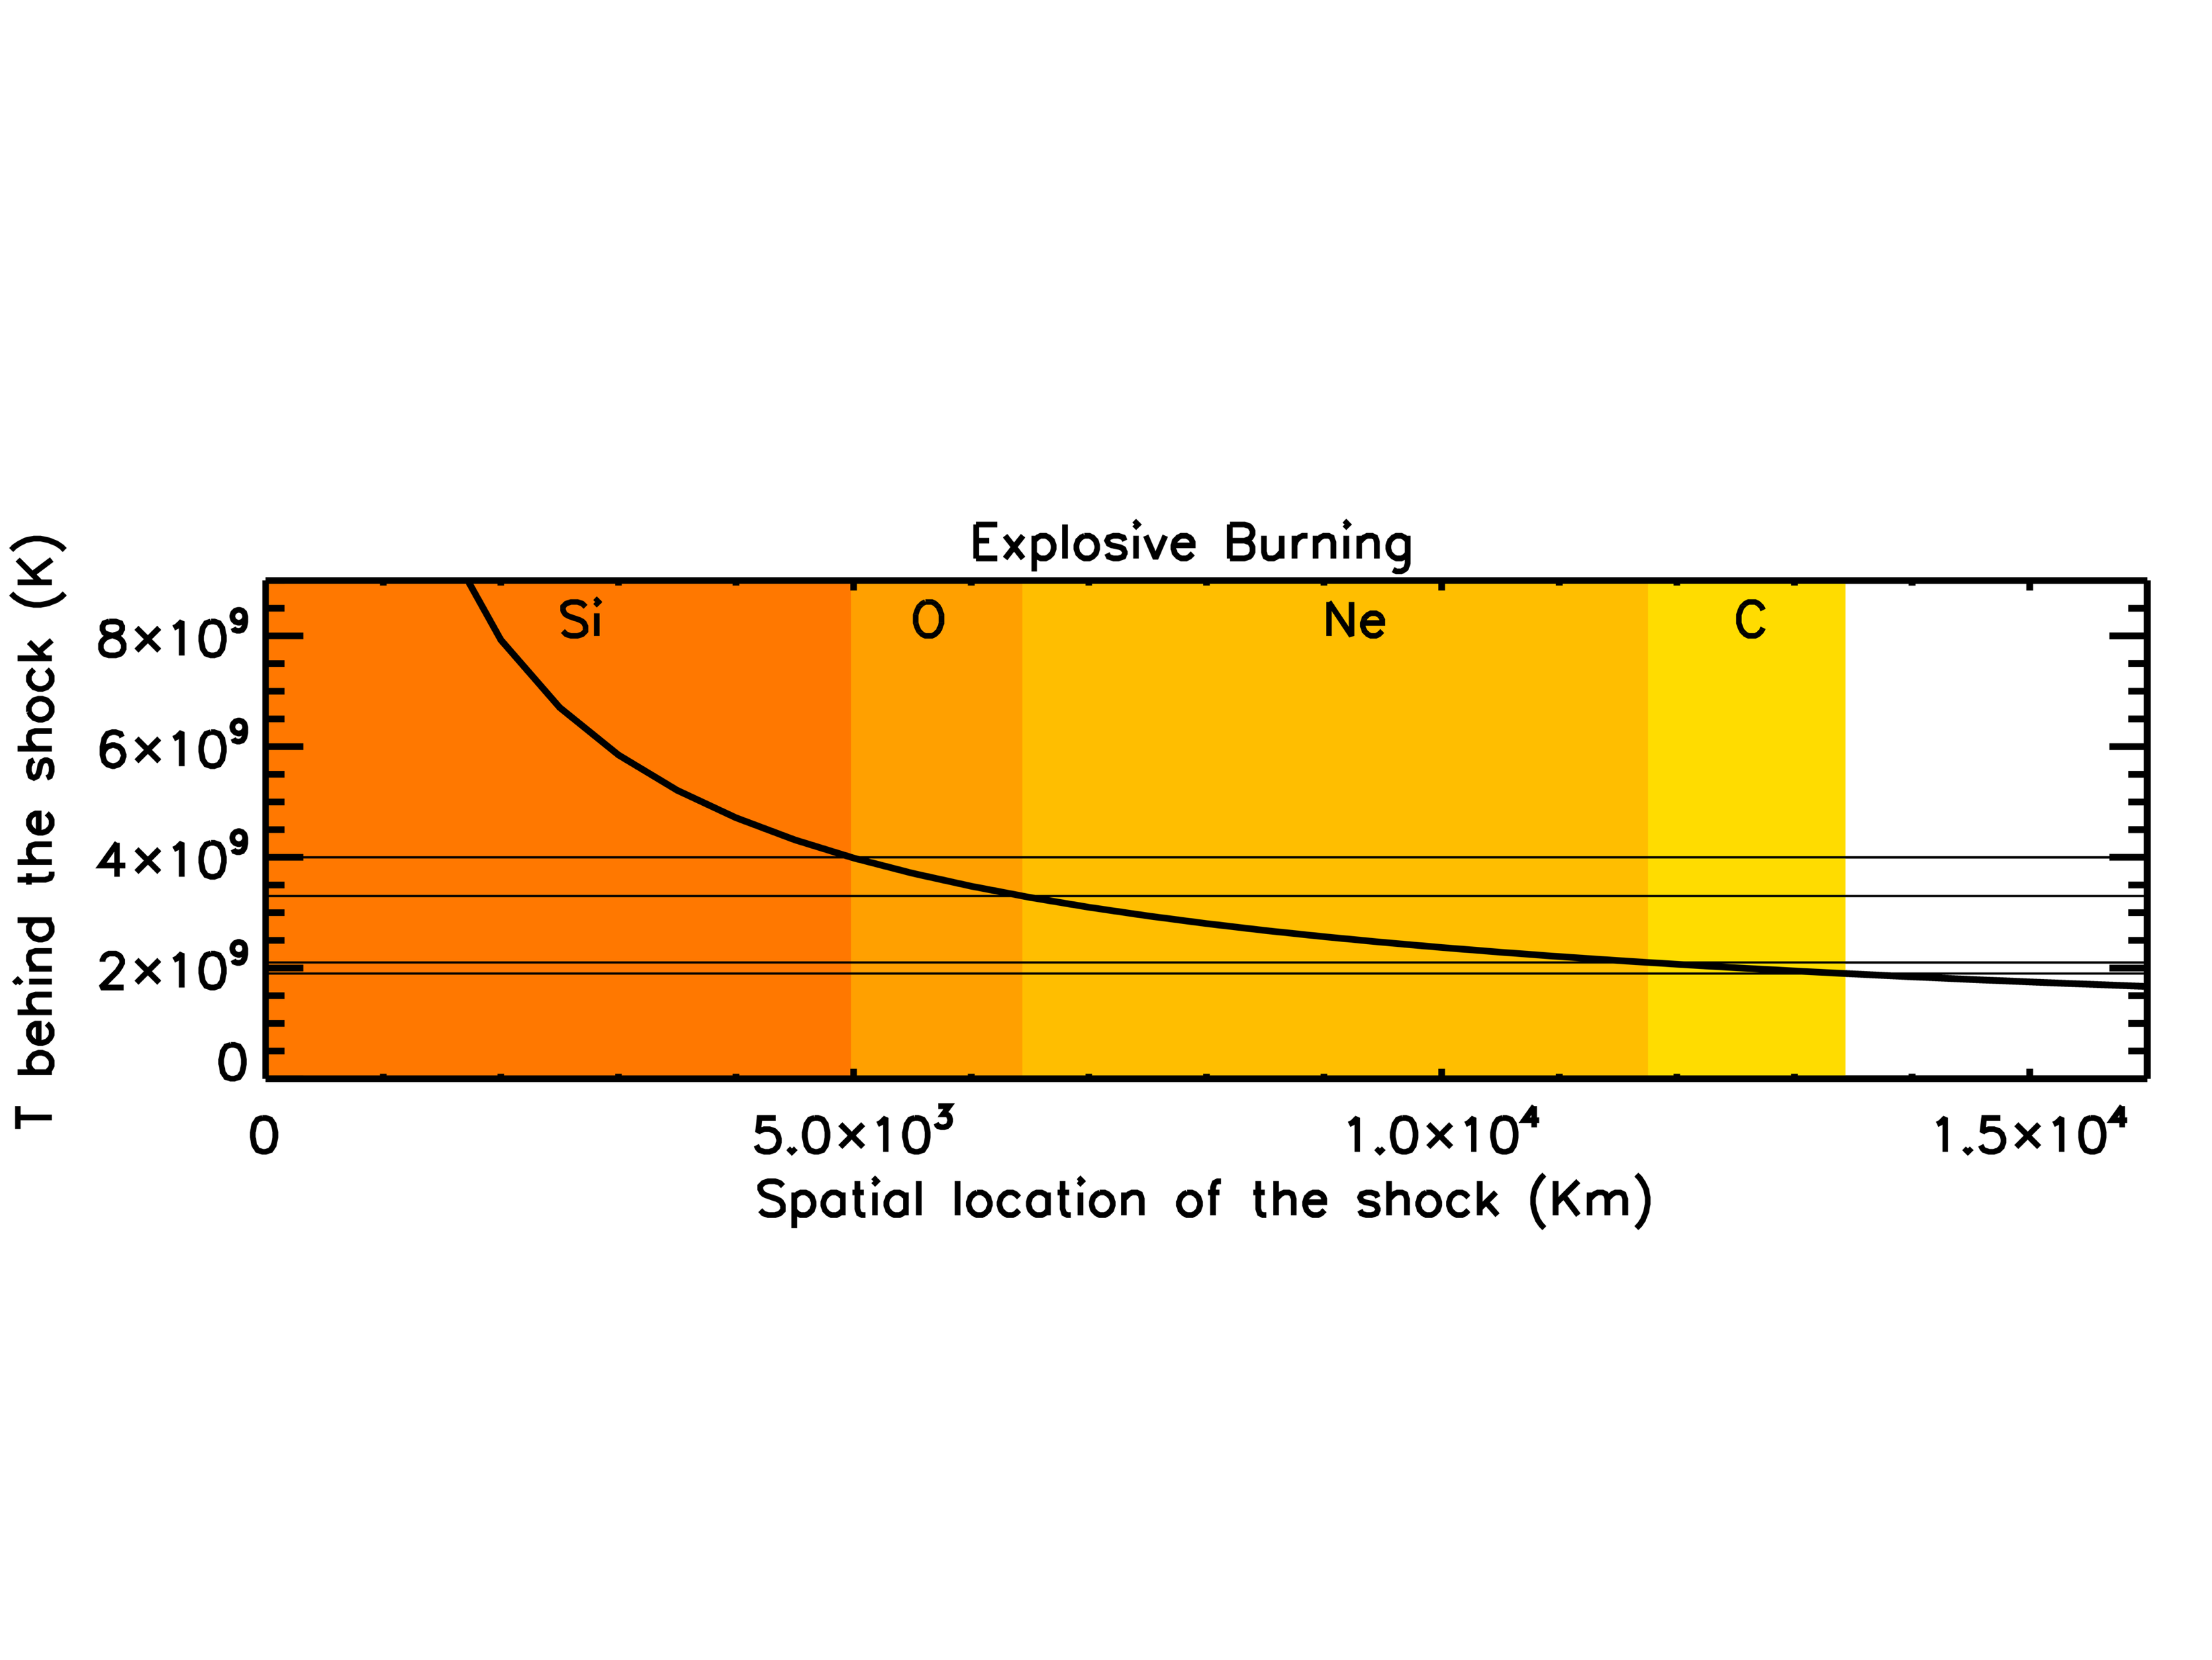 Explosive Burning
Si O Ne C
T behind the shock (K)
8×10⁹
6×10⁹
4×10⁹
2×10⁹
0
0 5.0×10³ 1.0×10⁴ 1.5×10⁴
Spatial location of the shock (Km)